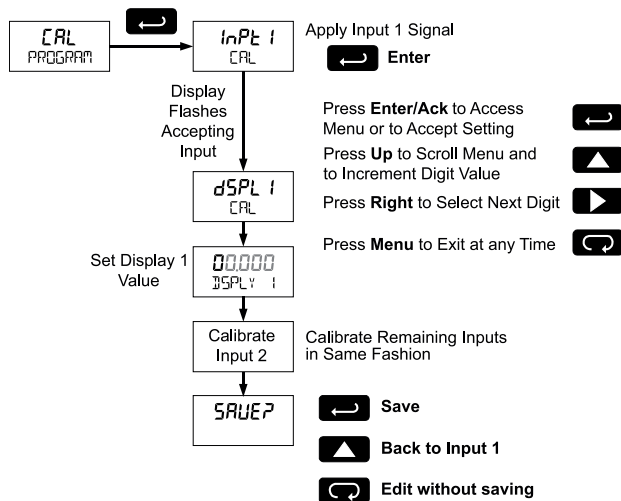 CAL
PROGRAM
InPt 1
CAL
Apply Input 1 Signal
Enter
Display
Flashes
Accepting
Input
Press Enter/Ack to Access
Menu or to Accept Setting
Press Up to Scroll Menu and
to Increment Digit Value
Press Right to Select Next Digit
Press Menu to Exit at any Time
dSPL 1
CAL
Set Display 1
Value
00.000
DSPLY 1
Calibrate
Input 2
Calibrate Remaining Inputs
in Same Fashion
SAVE?
Save
Back to Input 1
Edit without saving